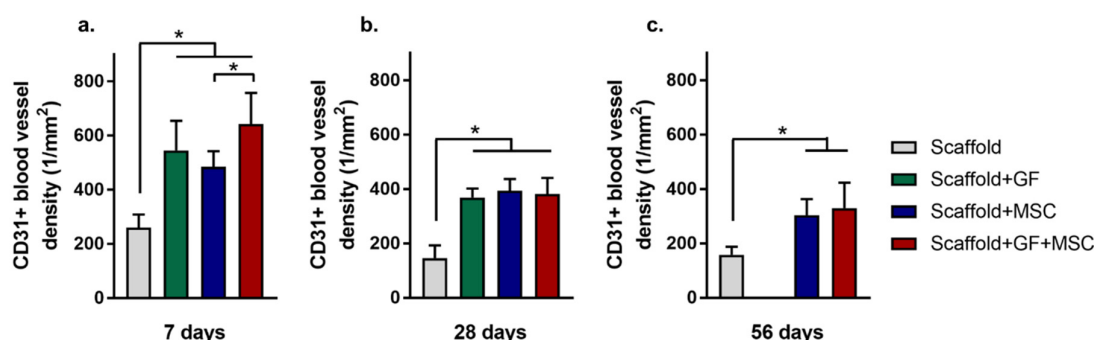 a.
CD31+ blood vessel
density (1/mm²)
800
600
400
200
0
*
*
7 days
b.
CD31+ blood vessel
density (1/mm²)
800
600
400
200
0
*
28 days
c.
CD31+ blood vessel
density (1/mm²)
800
600
400
200
0
*
56 days
Scaffold
Scaffold+GF
Scaffold+MSC
Scaffold+GF+MSC